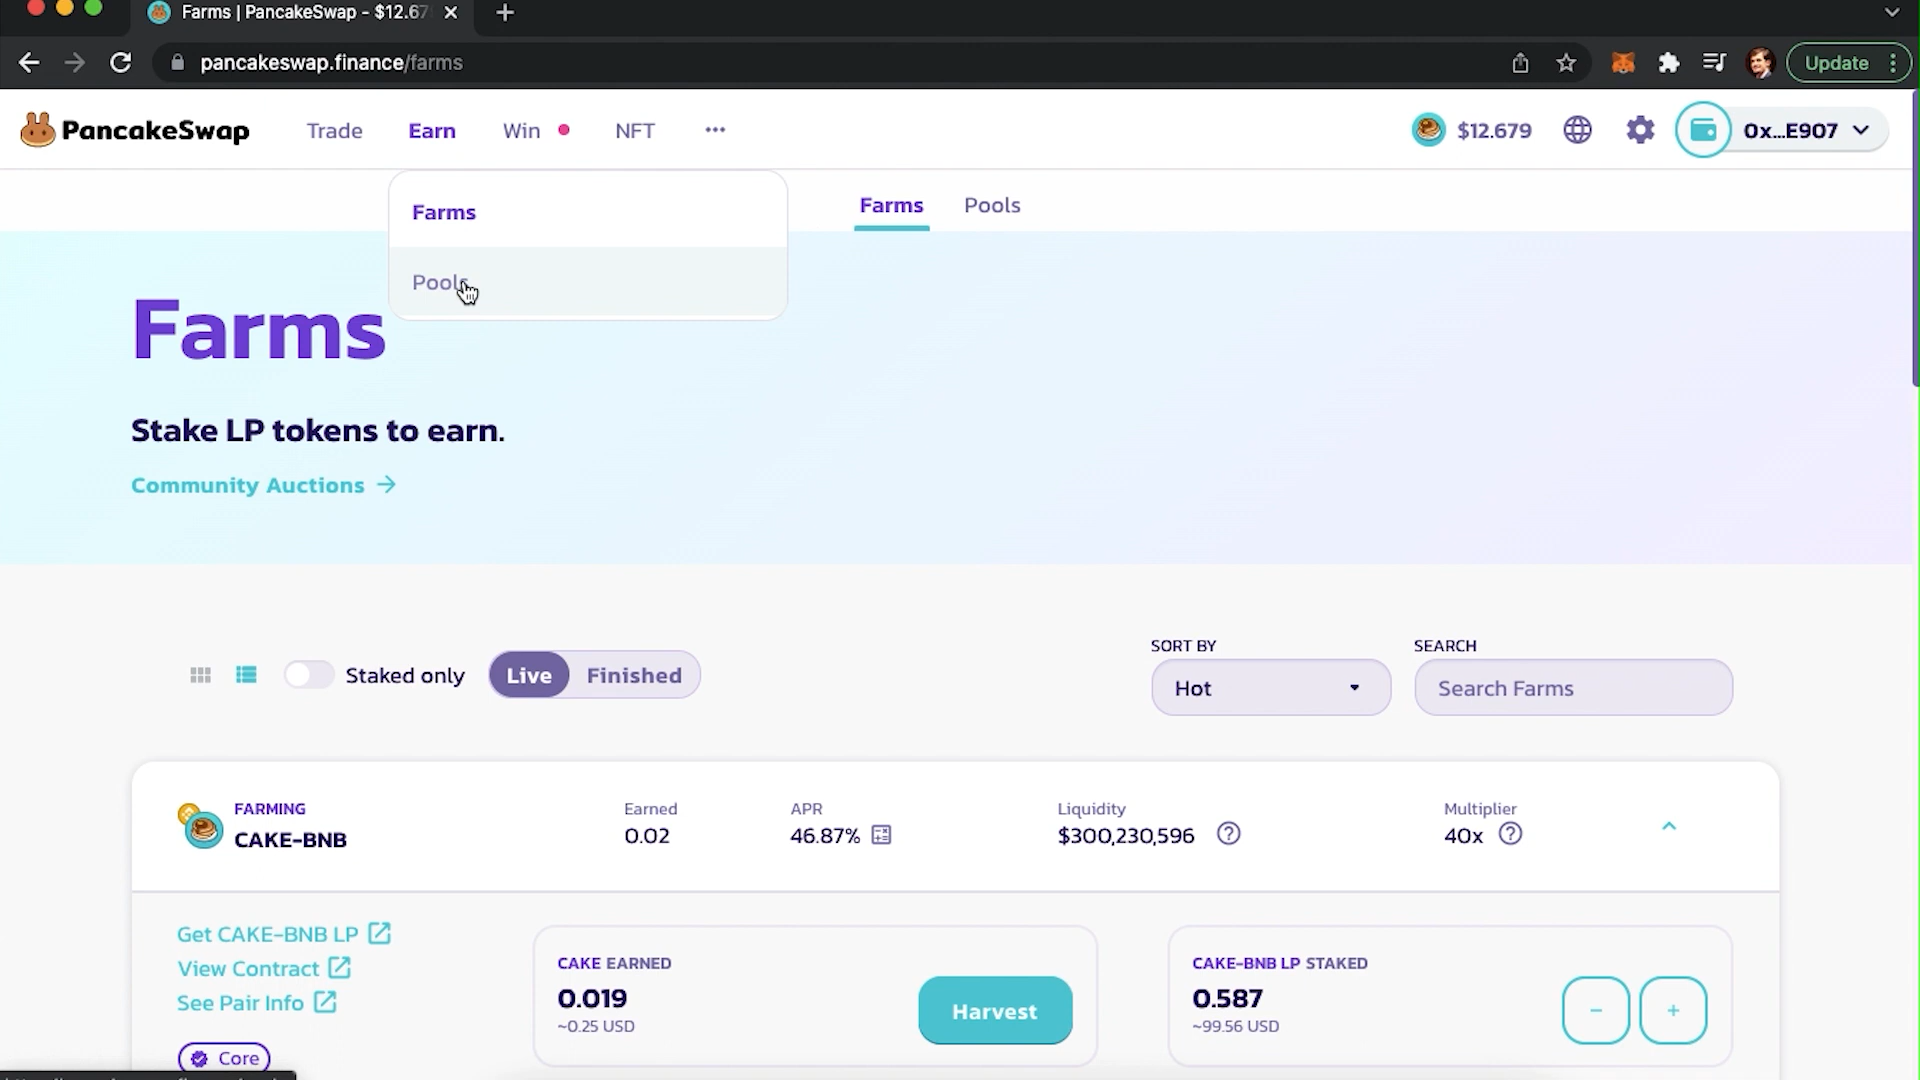 Farms | PancakeSwap - $12.67
pancakeswap.finance/farms
Update
PancakeSwap
Trade
Earn
Win
NFT
$12.679
0x...E907
Farms
Pools
Farms
Pools
Farms
Stake LP tokens to earn.
Community Auctions
Staked only
Live
Finished
SORT BY
Hot
SEARCH
Search Farms
FARMING
CAKE-BNB
Earned
0.02
APR
46.87%
Liquidity
$300,230,596
Multiplier
40x
Get CAKE-BNB LP
View Contract
See Pair Info
Core
CAKE EARNED
0.019
~0.25 USD
Harvest
CAKE-BNB LP STAKED
0.587
~99.56 USD